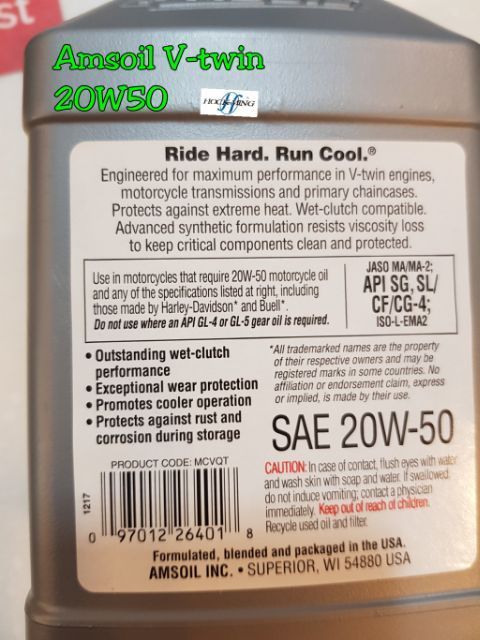 st
Amsoil V-twin
20W50
HOCK MING
Ride Hard. Run Cool.®
Engineered for maximum performance in V-twin engines,
motorcycle transmissions and primary chaincases.
Protects against extreme heat. Wet-clutch compatible.
Advanced synthetic formulation resists viscosity loss
to keep critical components clean and protected.
Use in motorcycles that require 20W-50 motorcycle oil
and any of the specifications listed at right, including
those made by Harley-Davidson* and Buell*.
Do not use where an API GL-4 or GL-5 gear oil is required.
JASO MA/MA-2;
API SG, SL/
CF/CG-4;
ISO-L-EMA2
• Outstanding wet-clutch
performance
• Exceptional wear protection
• Promotes cooler operation
• Protects against rust and
corrosion during storage
*All trademarked names are the property
of their respective owners and may be
registered marks in some countries. No
affiliation or endorsement claim, express
or implied, is made by their use.
SAE 20W-50
PRODUCT CODE: MCVQT
1217
0 97012 26401 8
CAUTION: In case of contact, flush eyes with water
and wash skin with soap and water. If swallowed,
do not induce vomiting; contact a physician
immediately. Keep out of reach of children.
Recycle used oil and filter.
Formulated, blended and packaged in the USA.
AMSOIL INC. • SUPERIOR, WI 54880 USA